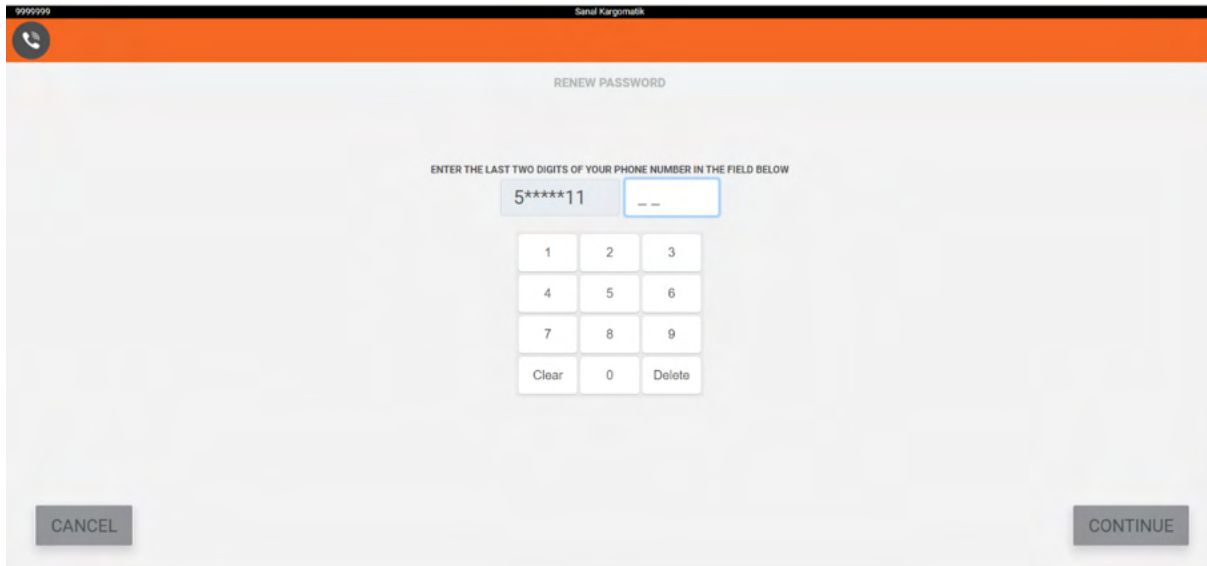 9999999 Sanal Kargomatik
RENEW PASSWORD
ENTER THE LAST TWO DIGITS OF YOUR PHONE NUMBER IN THE FIELD BELOW
5*****11 _ _
1 2 3
4 5 6
7 8 9
Clear 0 Delete
CANCEL CONTINUE